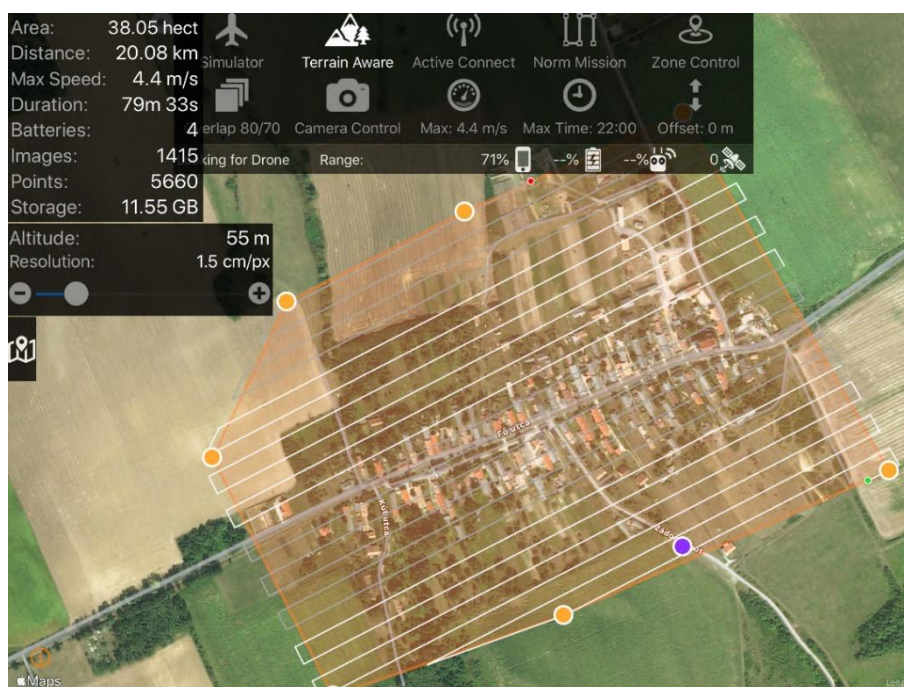 Area: 38.05 hect
Distance: 20.08 km
Max Speed: 4.4 m/s
Duration: 79m 33s
Batteries: 4
Images: 1415
Points: 5660
Storage: 11.55 GB
Simulator Terrain Aware Active Connect Norm Mission Zone Control
erlap 80/70 Camera Control Max: 4.4 m/s Max Time: 22:00 Offset: 0 m
king for Drone Range: 71% --% --% 0
Altitude: 55 m
Resolution: 1.5 cm/px
Fő utca
Kút utca
Maps